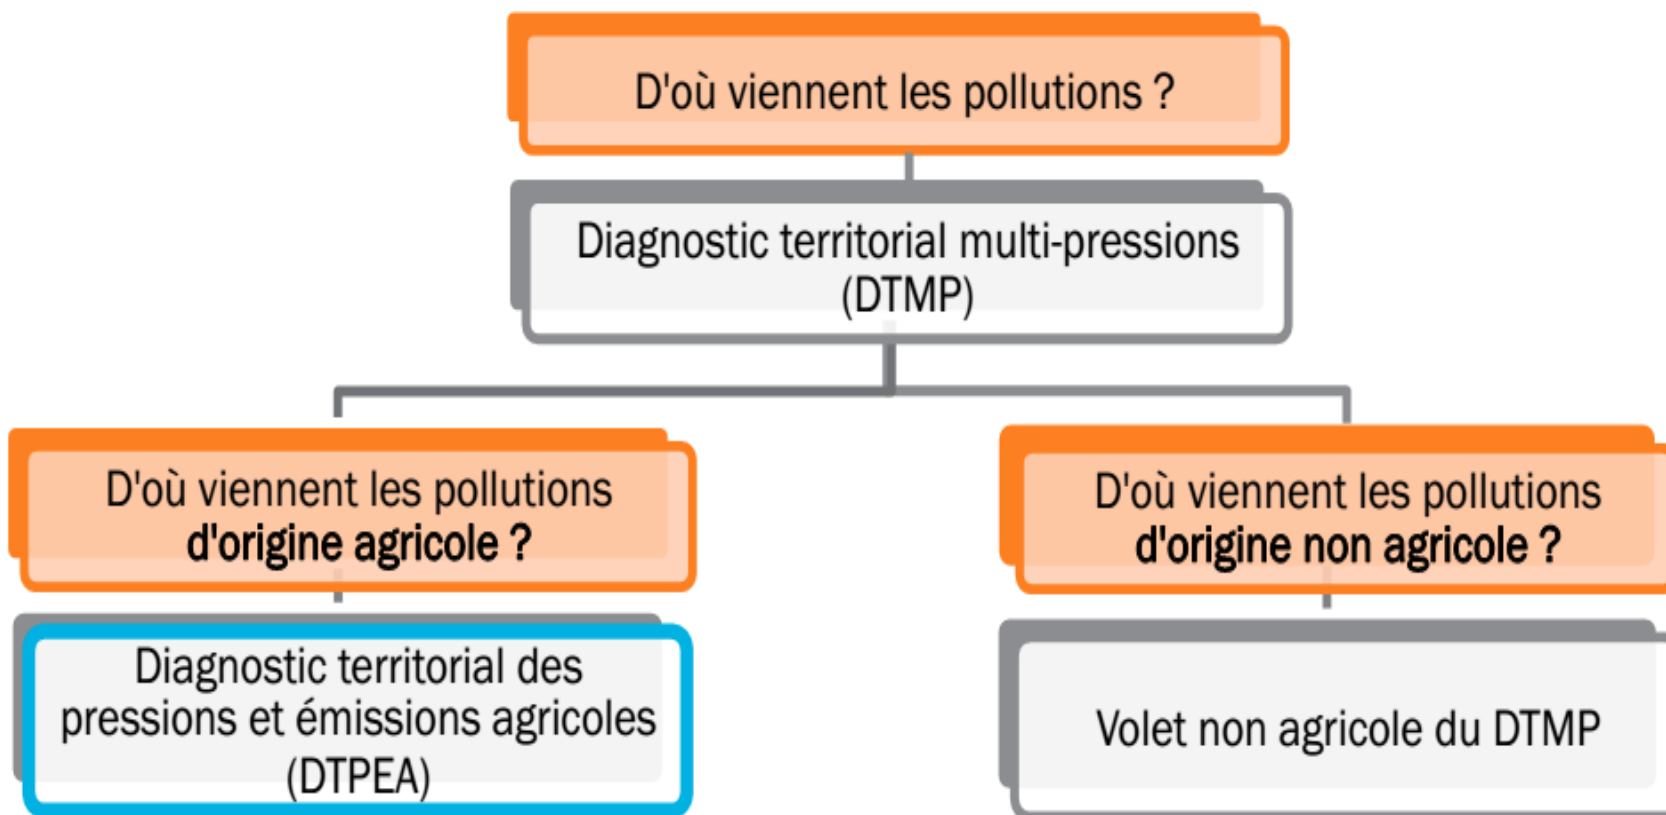 D'où viennent les pollutions ?
Diagnostic territorial multi-pressions
(DTMP)
D'où viennent les pollutions
d'origine agricole ?
D'où viennent les pollutions
d'origine non agricole ?
Diagnostic territorial des
pressions et émissions agricoles
(DTPEA)
Volet non agricole du DTMP